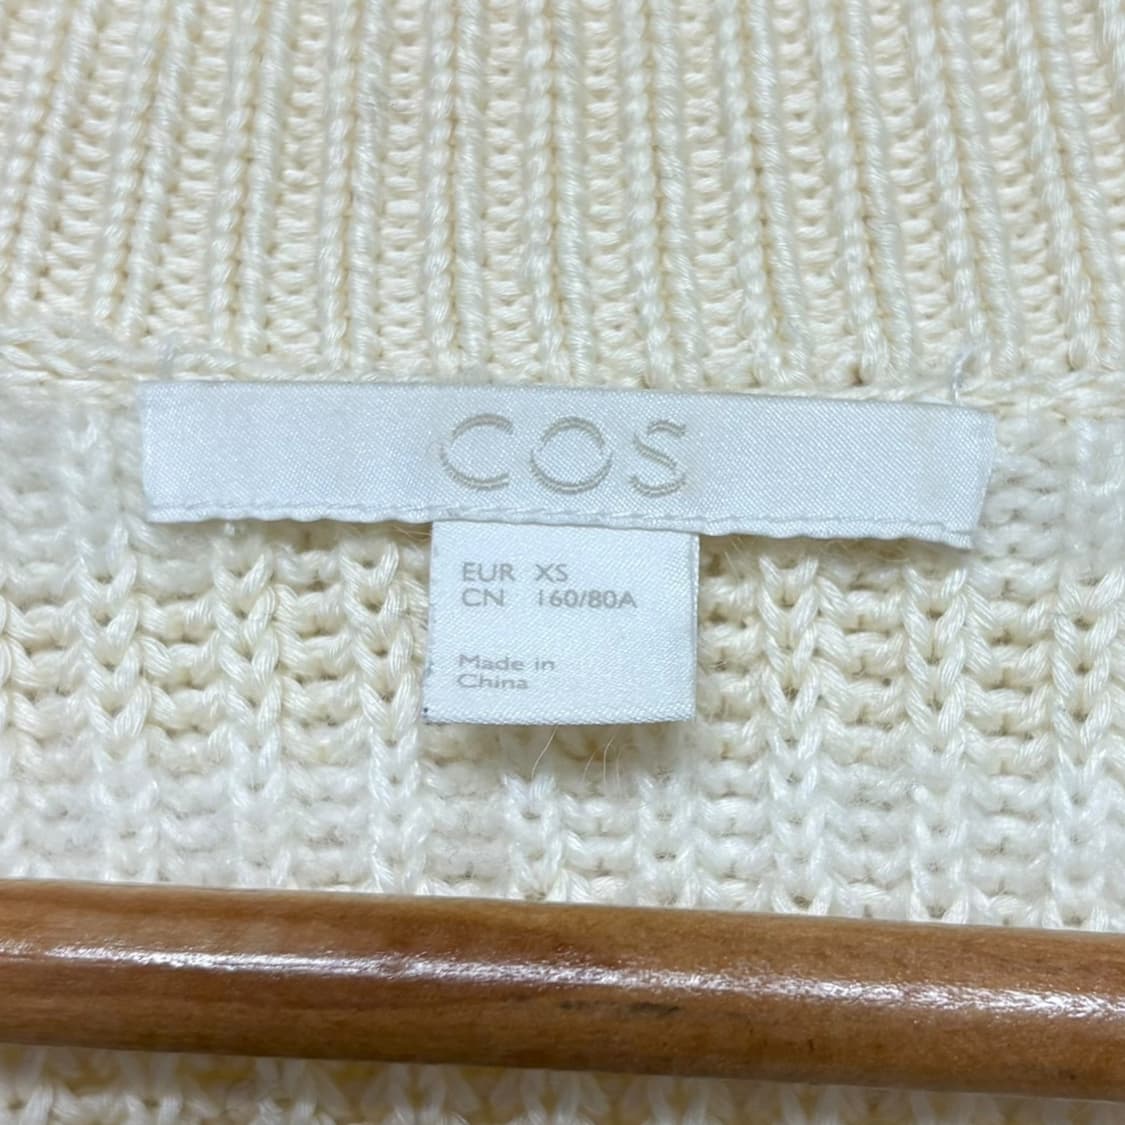 COS
EUR XS
CN 160/80A
Made in
China